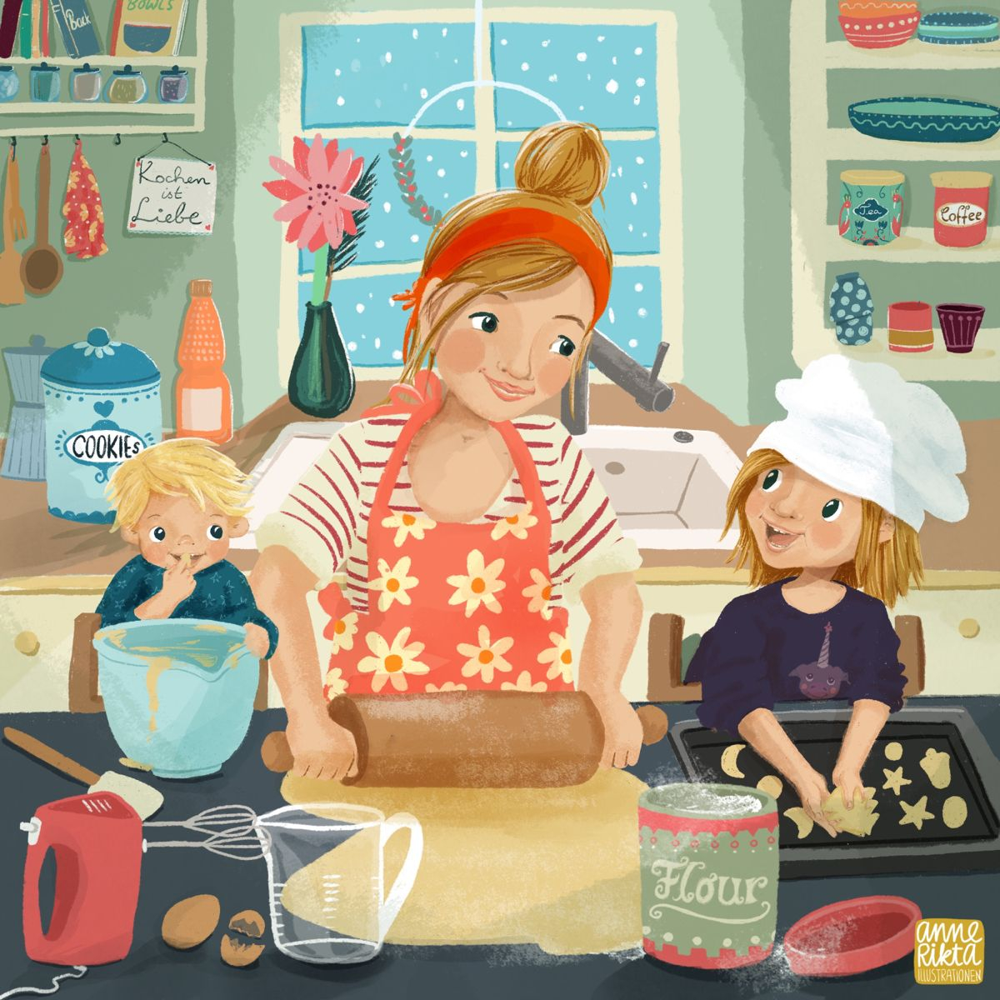 Back
BOWLS
Kochen
ist
Liebe
Tea
Coffee
COOKIES
Flour
anne
Rikta
ILLUSTRATIONEN